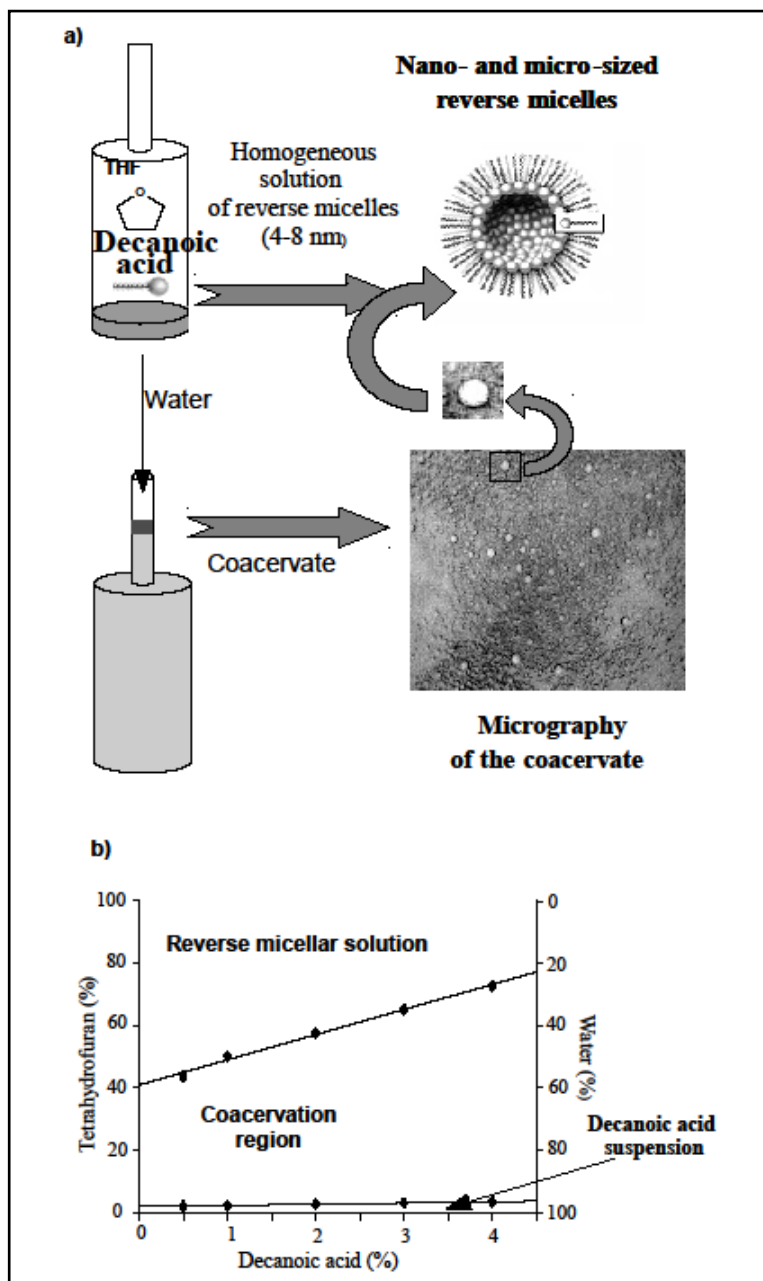 a)
Nano- and micro-sized
reverse micelles
THF
O
Decanoic
acid
Homogeneous
solution
of reverse micelles
(4-8 nm)
Water
Coacervate
Micrography
of the coacervate
b)
100
80
60
40
20
0
Tetrahydrofuran (%)
Reverse micellar solution
Coacervation
region
0
20
40
60
80
100
Water (%)
Decanoic acid
suspension
0
1
2
3
4
Decanoic acid (%)